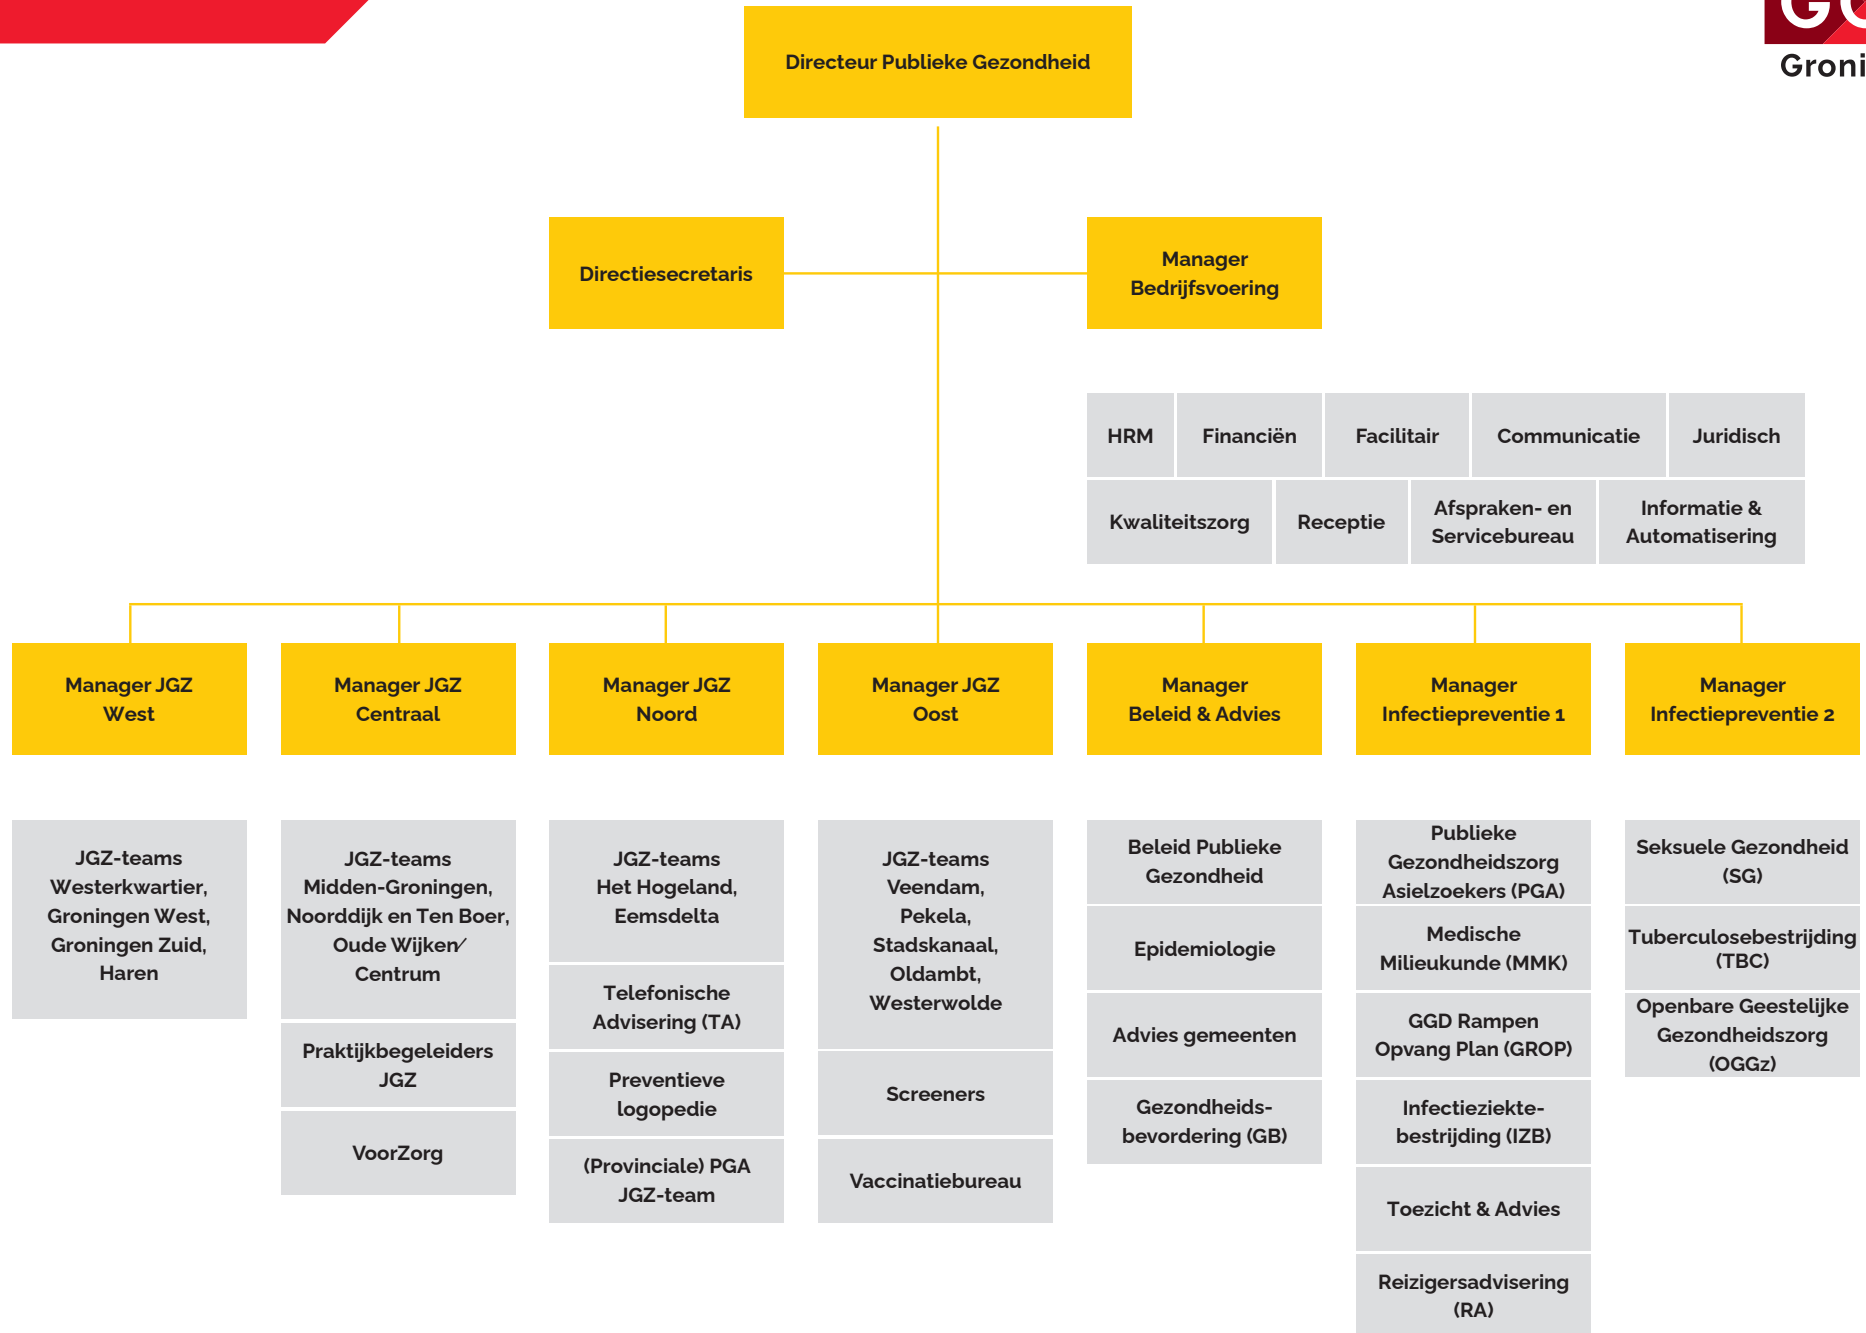 Directeur Publieke Gezondheid
Groni
Directiesecretaris
Manager
Bedrijfsvoering
HRM
Financiën
Facilitair
Communicatie
Juridisch
Kwaliteitszorg
Receptie
Afspraken- en
Servicebureau
Informatie &
Automatisering
Manager JGZ
West
Manager JGZ
Centraal
Manager JGZ
Noord
Manager JGZ
Oost
Manager
Beleid & Advies
Manager
Infectiepreventie 1
Manager
Infectiepreventie 2
JGZ-teams
Westerkwartier,
Groningen West,
Groningen Zuid,
Haren
JGZ-teams
Midden-Groningen,
Noorddijk en Ten Boer,
Oude Wijken/
Centrum
Praktijkbegeleiders
JGZ
VoorZorg
JGZ-teams
Het Hogeland,
Eemsdelta
Telefonische
Advisering (TA)
Preventieve
logopedie
(Provinciale) PGA
JGZ-team
JGZ-teams
Veendam,
Pekela,
Stadskanaal,
Oldambt,
Westerwolde
Screeners
Vaccinatiebureau
Beleid Publieke
Gezondheid
Epidemiologie
Advies gemeenten
Gezondheids-
bevordering (GB)
Publieke
Gezondheidszorg
Asielzoekers (PGA)
Medische
Milieukunde (MMK)
GGD Rampen
Opvang Plan (GROP)
Infectieziekte-
bestrijding (IZB)
Toezicht & Advies
Reizigersadvisering
(RA)
Seksuele Gezondheid
(SG)
Tuberculosebestrijding
(TBC)
Openbare Geestelijke
Gezondheidszorg
(OGGz)